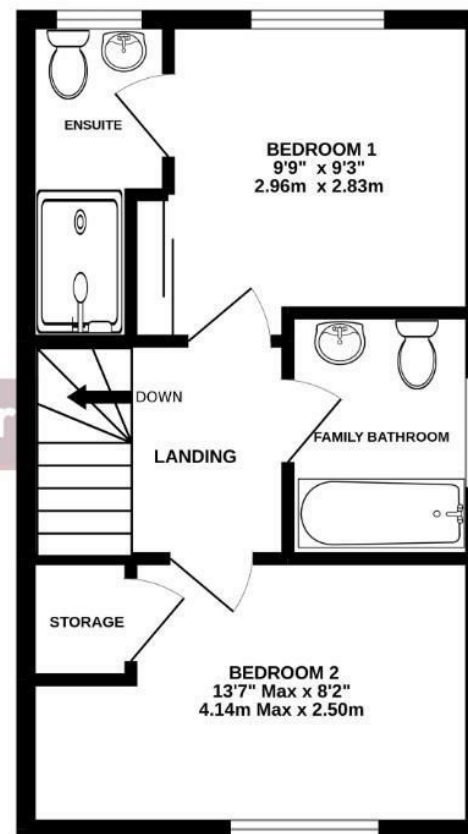 ENSUITE
BEDROOM 1
9'9" x 9'3"
2.96m x 2.83m
DOWN
LANDING
FAMILY BATHROOM
STORAGE
BEDROOM 2
13'7" Max x 8'2"
4.14m Max x 2.50m